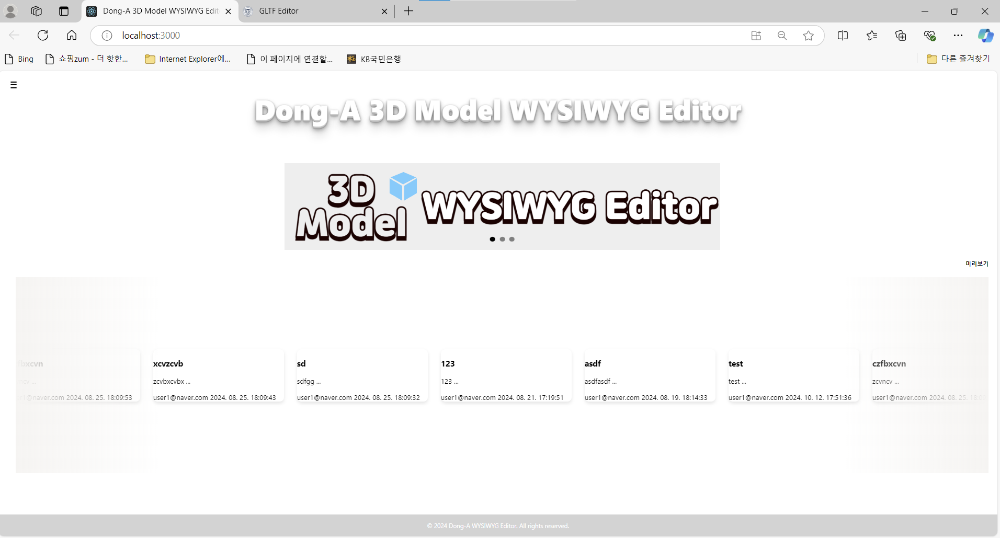 Dong-A 3D Model WYSIWYG Edit
GLTF Editor
localhost:3000
Bing
쇼핑zum - 더 핫한...
Internet Explorer에...
이 페이지에 연결할...
KB국민은행
다른 즐겨찾기
Dong-A 3D Model WYSIWYG Editor
3D
Model
WYSIWYG Editor
미리보기
fbxcvn
ncv ...
r1@naver.com 2024. 08. 25. 18:09:53
xcvzcvb
zcvbxcvbx ...
user1@naver.com 2024. 08. 25. 18:09:43
sd
sdfgg ...
user1@naver.com 2024. 08. 25. 18:09:32
123
123 ...
user1@naver.com 2024. 08. 21. 17:19:51
asdf
asdfasdf ...
user1@naver.com 2024. 08. 19. 18:14:33
test
test ...
user1@naver.com 2024. 10. 12. 17:51:36
czfbxcvn
zcvncv ...
user1@naver.com 2024. 08. 25. 18:09
© 2024 Dong-A WYSIWYG Editor. All rights reserved.